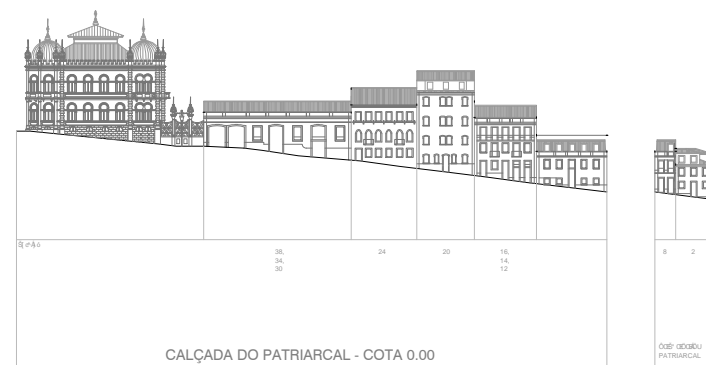 38, 34, 30
24
20
16, 14, 12
8
2
CALÇADA DO PATRIARCAL - COTA 0.00
PATRIARCAL